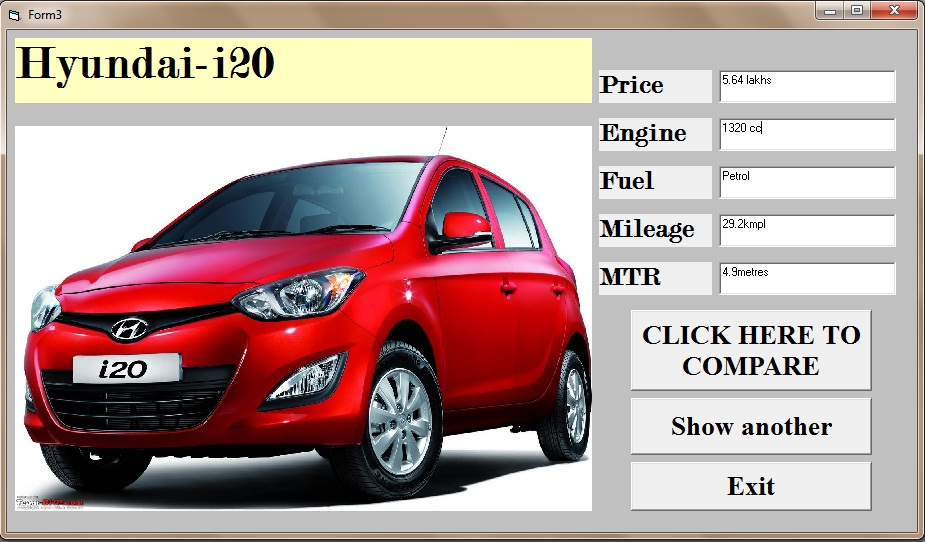 Form3
Hyundai-i20
Price
5.64 lakhs
Engine
1320 cc
Fuel
Petrol
Mileage
29.2kmpl
MTR
4.9metres
i20
CLICK HERE TO
COMPARE
Show another
Exit